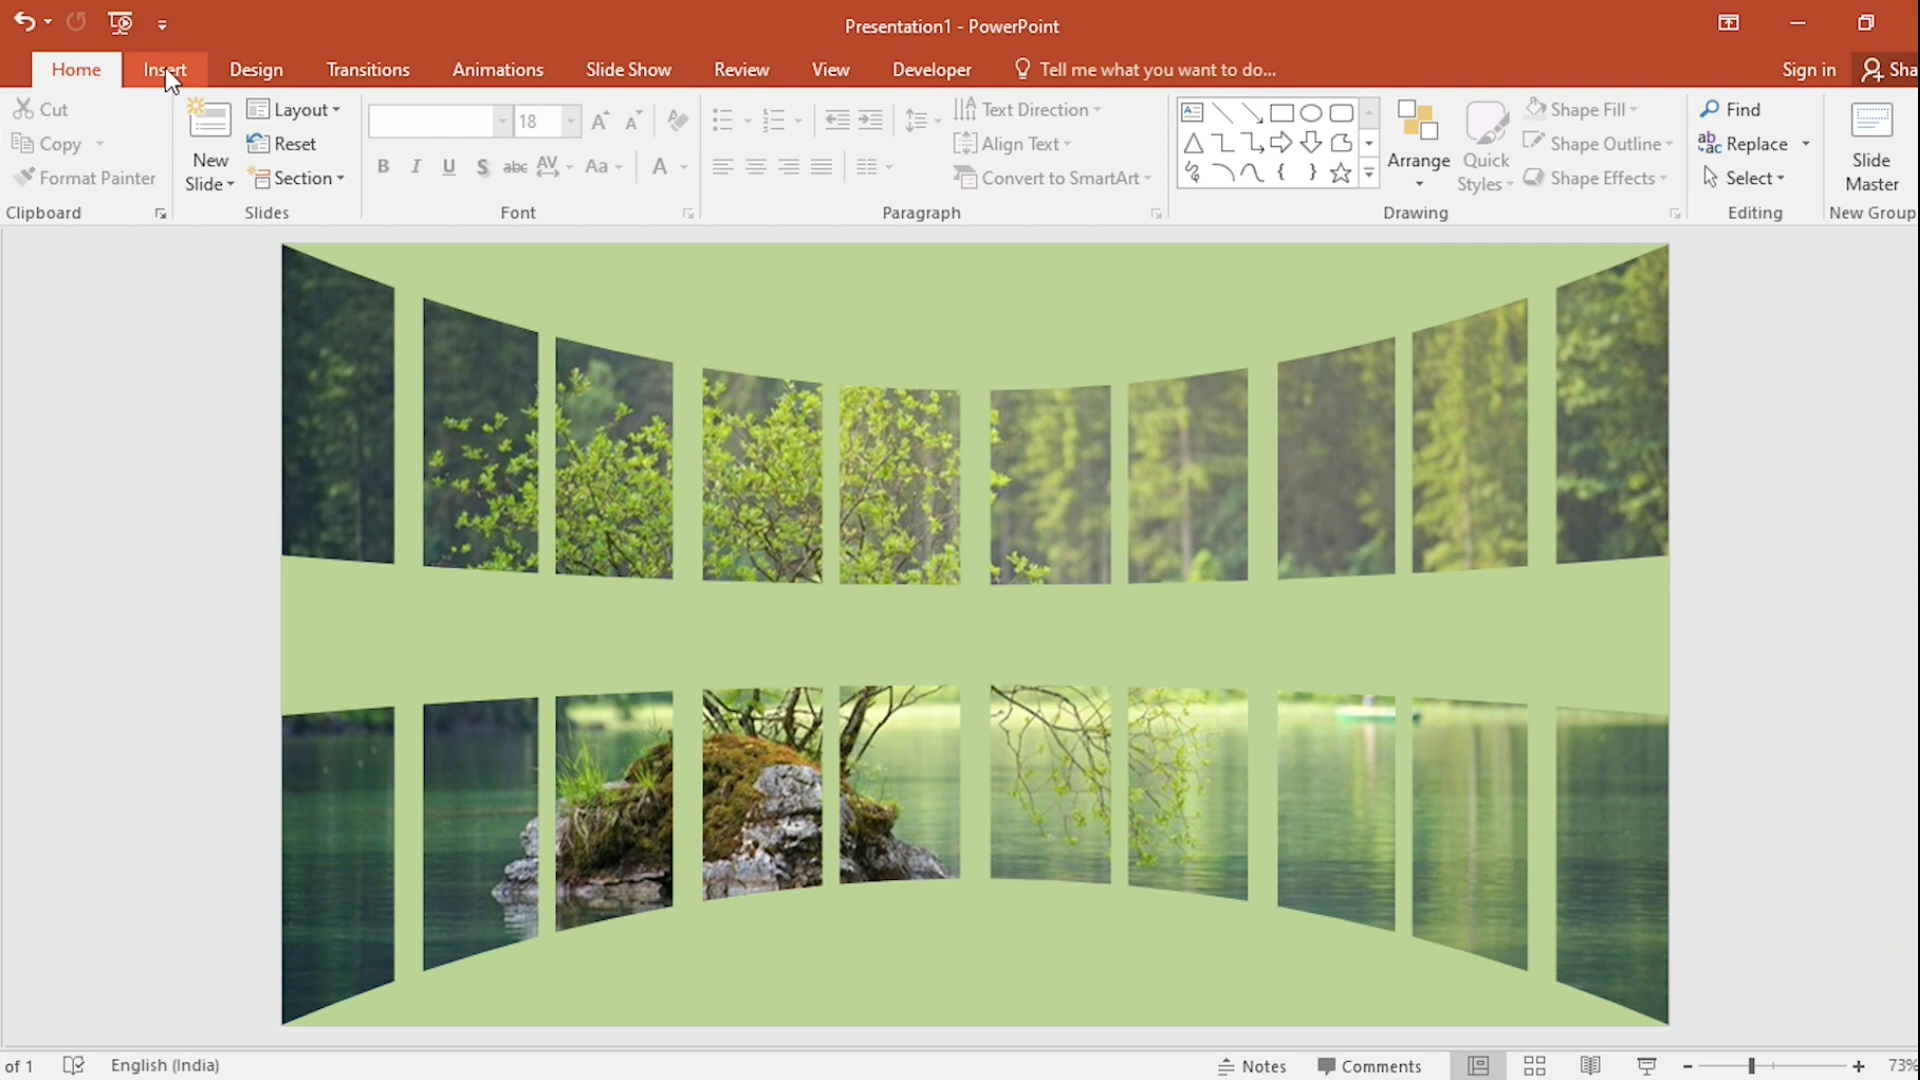 Presentation1 - PowerPoint
Home Insert Design Transitions Animations Slide Show Review View Developer Tell me what you want to do... Sign in Sha
Cut
Copy
Format Painter
Clipboard
New
Slide
Layout
Reset
Section
Slides
18
B I U S abc AV Aa A
Font
Text Direction
Align Text
Convert to SmartArt
Paragraph
Arrange
Quick
Styles
Shape Fill
Shape Outline
Shape Effects
Drawing
Find
Replace
Select
Editing
Slide
Master
New Group
of 1 English (India) Notes Comments 73%